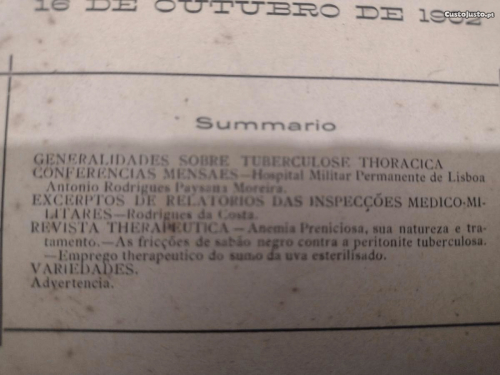 16 DE OUTUBRO DE 1902
CustoJusto.pt
Summario
GENERALIDADES SOBRE TUBERCULOSE THORACICA
CONFERENCIAS MENSAES—Hospital Militar Permanente de Lisboa
Antonio Rodrigues Paysana Moreira.
EXCERPTOS DE RELATORIOS DAS INSPECÇÕES MEDICO-MI-
LITARES—Rodrigues da Costa.
REVISTA THERAPEUTICA — Anemia Preniciosa, sua natureza e tra-
tamento.—As fricções de sabão negro contra a peritonite tuberculosa.
—Emprego therapeutico do sumo da uva esterilisado.
VARIEDADES.
Advertencia.